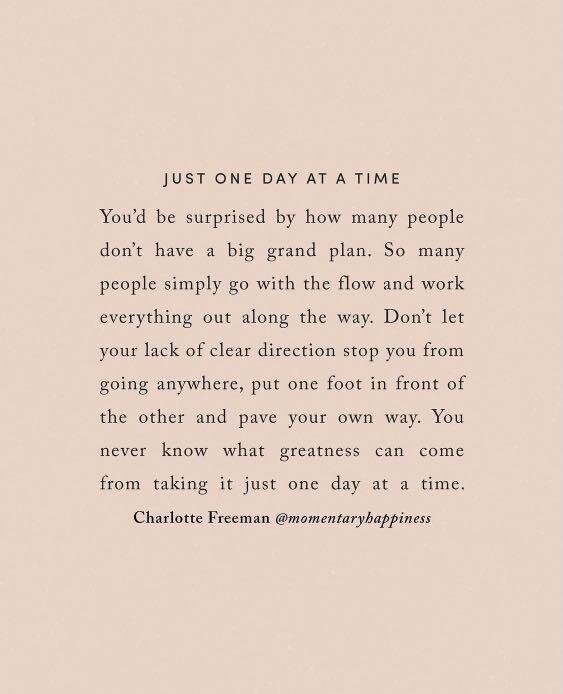 JUST ONE DAY AT A TIME
You’d be surprised by how many people
don’t have a big grand plan. So many
people simply go with the flow and work
everything out along the way. Don’t let
your lack of clear direction stop you from
going anywhere, put one foot in front of
the other and pave your own way. You
never know what greatness can come
from taking it just one day at a time.
Charlotte Freeman @momentaryhappiness